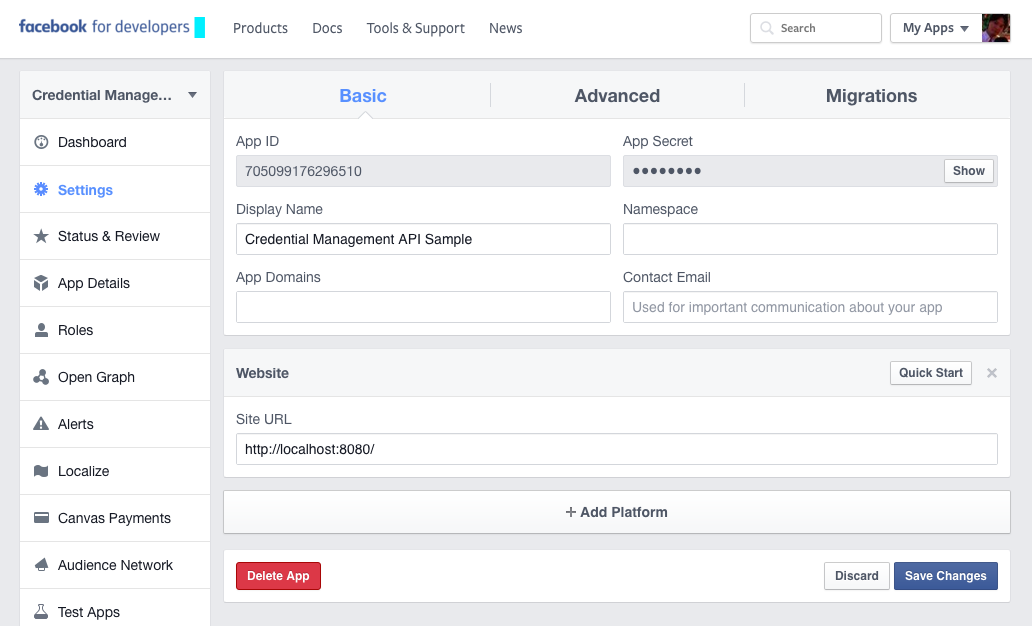 facebook for developers
Products
Docs
Tools & Support
News
Search
My Apps
Credential Manage...
Dashboard
Settings
Status & Review
App Details
Roles
Open Graph
Alerts
Localize
Canvas Payments
Audience Network
Test Apps
Basic
Advanced
Migrations
App ID
App Secret
705099176296510
●●●●●●●●
Show
Display Name
Namespace
Credential Management API Sample
App Domains
Contact Email
Used for important communication about your app
Website
Quick Start
Site URL
http://localhost:8080/
+ Add Platform
Delete App
Discard
Save Changes